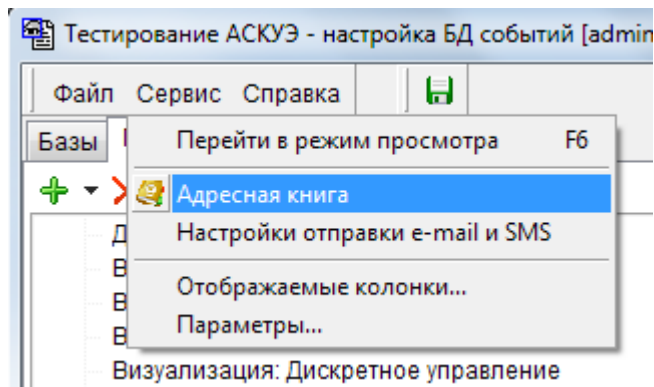 Тестирование АСКУЭ - настройка БД событий [admin
Файл Сервис Справка
Базы
Перейти в режим просмотра F6
Адресная книга
Настройки отправки e-mail и SMS
Отображаемые колонки...
Параметры...
Визуализация: Дискретное управление